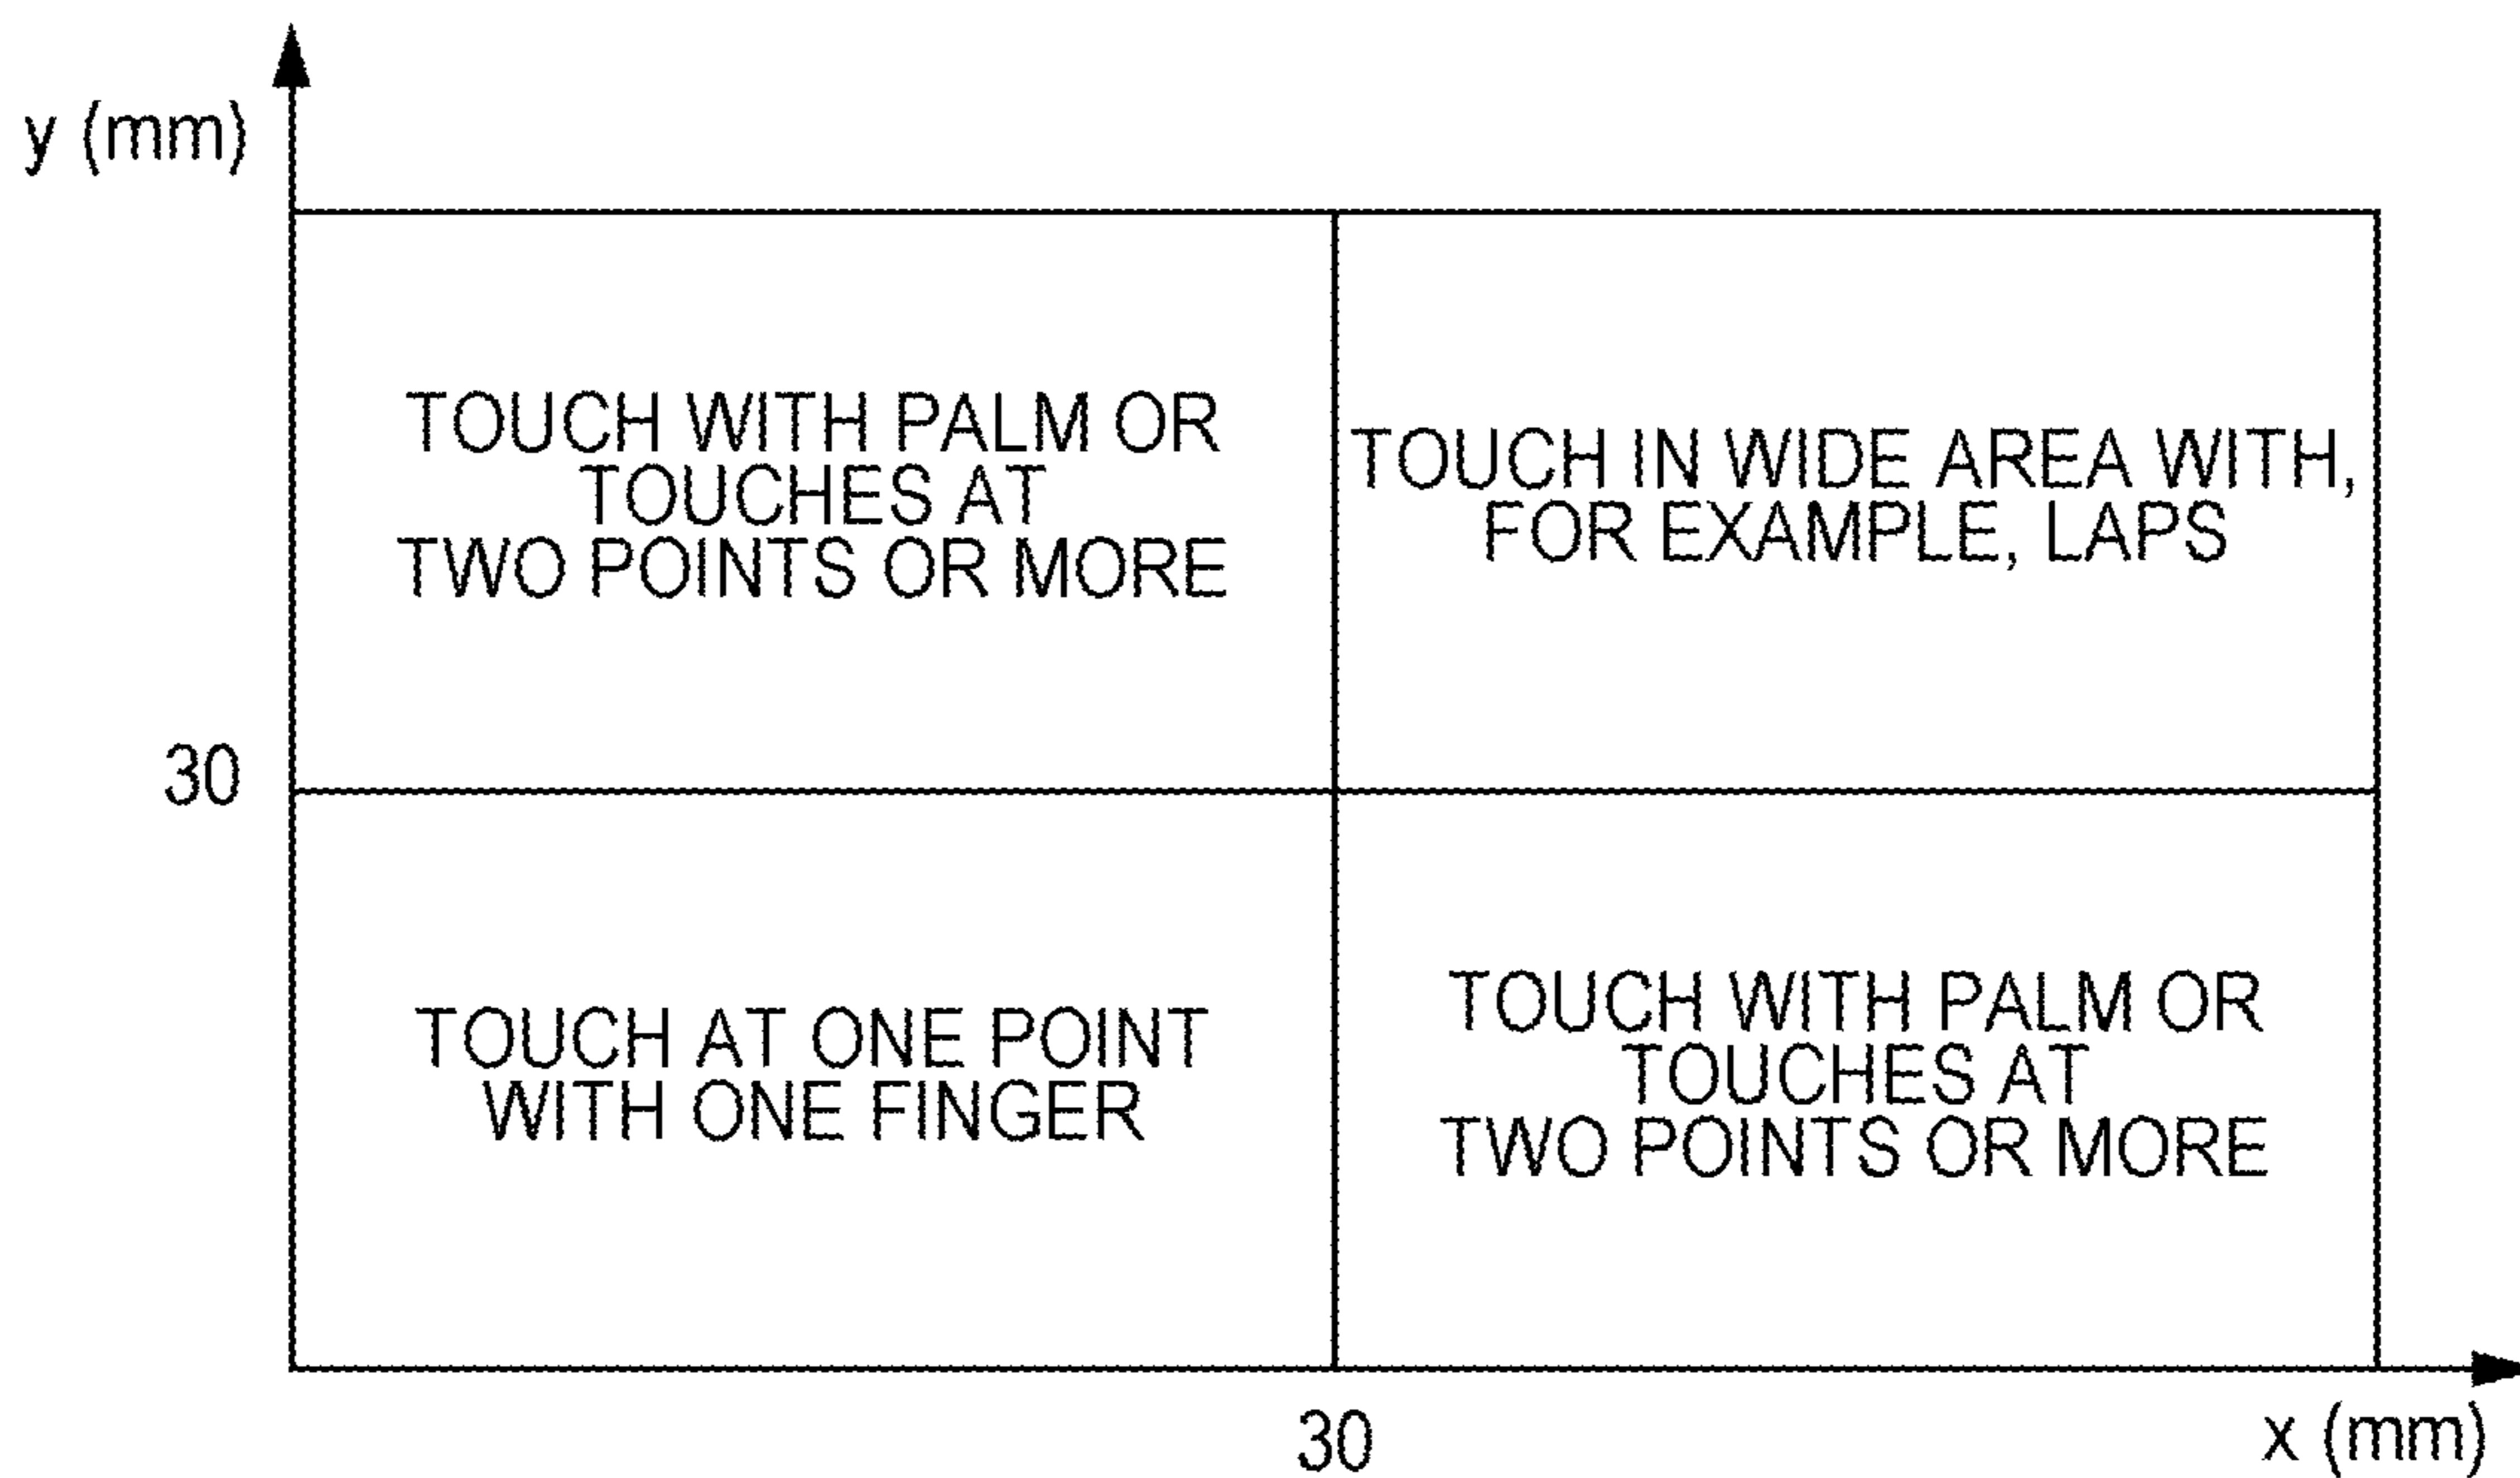 y (mm)
TOUCH WITH PALM OR
TOUCHES AT
TWO POINTS OR MORE
TOUCH IN WIDE AREA WITH,
FOR EXAMPLE, LAPS
30
TOUCH AT ONE POINT
WITH ONE FINGER
TOUCH WITH PALM OR
TOUCHES AT
TWO POINTS OR MORE
30
x (mm)